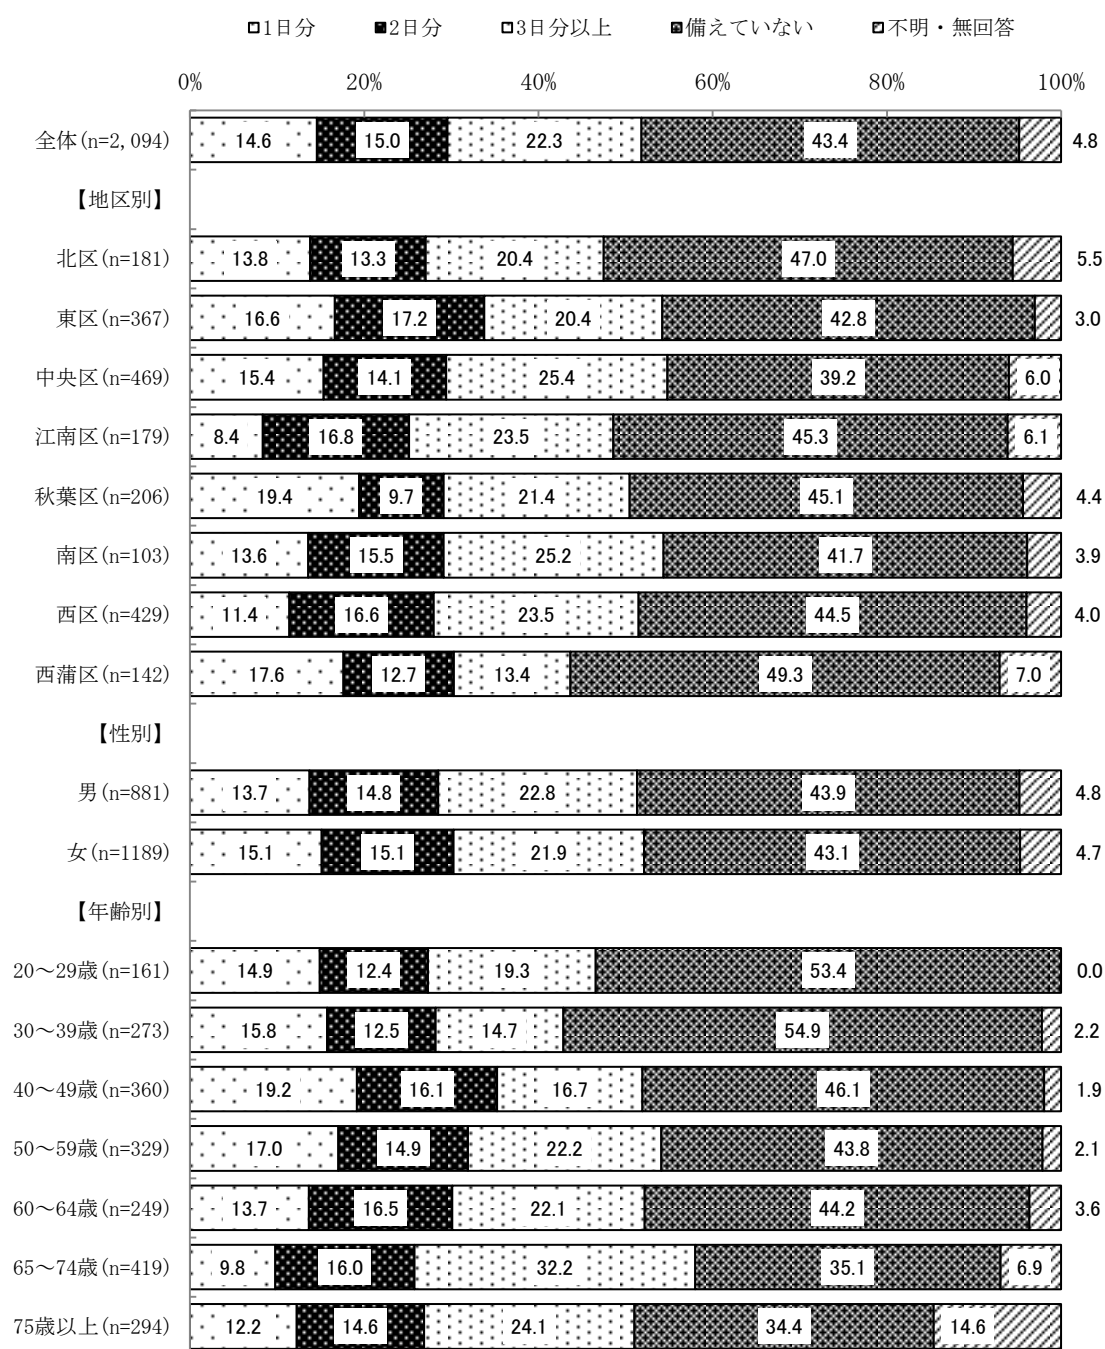 1日分 2日分 3日分以上 備えていない 不明・無回答
0% 20% 40% 60% 80% 100%
全体(n=2,094) 14.6 15.0 22.3 43.4 4.8
【地区別】
北区(n=181) 13.8 13.3 20.4 47.0 5.5
東区(n=367) 16.6 17.2 20.4 42.8 3.0
中央区(n=469) 15.4 14.1 25.4 39.2 6.0
江南区(n=179) 8.4 16.8 23.5 45.3 6.1
秋葉区(n=206) 19.4 9.7 21.4 45.1 4.4
南区(n=103) 13.6 15.5 25.2 41.7 3.9
西区(n=429) 11.4 16.6 23.5 44.5 4.0
西蒲区(n=142) 17.6 12.7 13.4 49.3 7.0
【性別】
男(n=881) 13.7 14.8 22.8 43.9 4.8
女(n=1189) 15.1 15.1 21.9 43.1 4.7
【年齢別】
20～29歳(n=161) 14.9 12.4 19.3 53.4 0.0
30～39歳(n=273) 15.8 12.5 14.7 54.9 2.2
40～49歳(n=360) 19.2 16.1 16.7 46.1 1.9
50～59歳(n=329) 17.0 14.9 22.2 43.8 2.1
60～64歳(n=249) 13.7 16.5 22.1 44.2 3.6
65～74歳(n=419) 9.8 16.0 32.2 35.1 6.9
75歳以上(n=294) 12.2 14.6 24.1 34.4 14.6